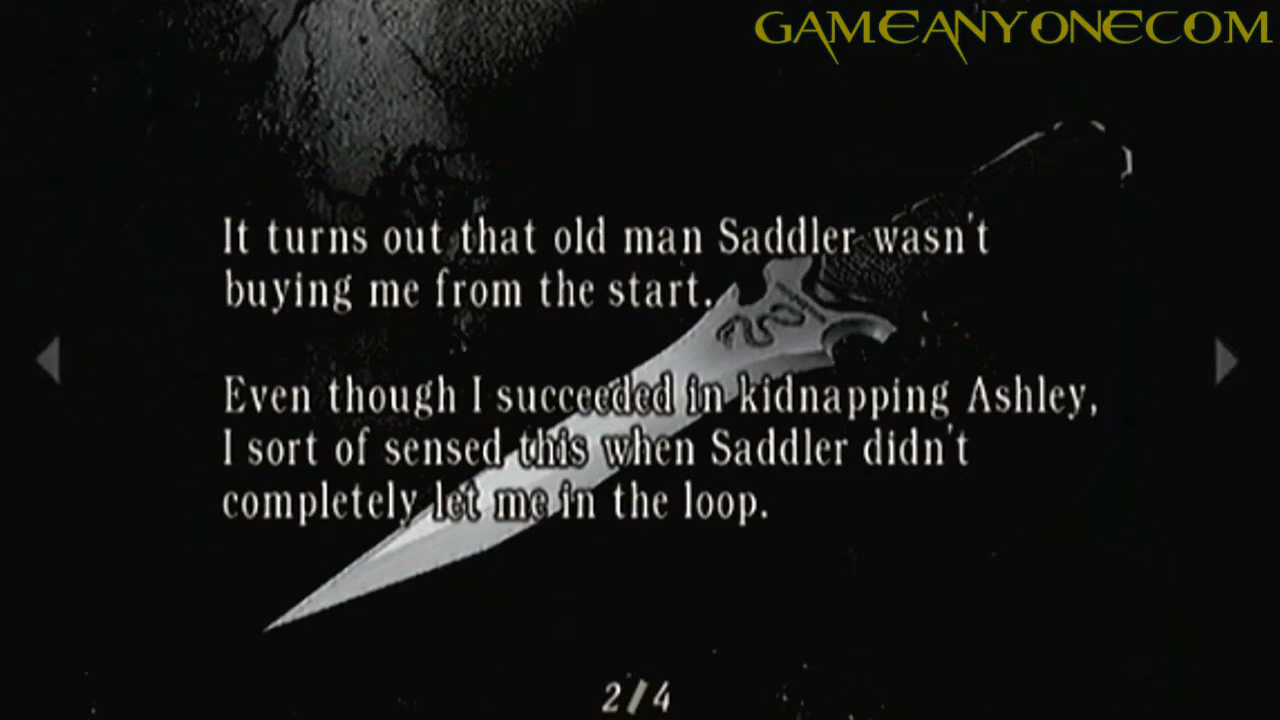 GAMEANYONECOM
It turns out that old man Saddler wasn't
buying me from the start.
Even though I succeeded in kidnapping Ashley,
I sort of sensed this when Saddler didn't
completely let me in the loop.
2/4